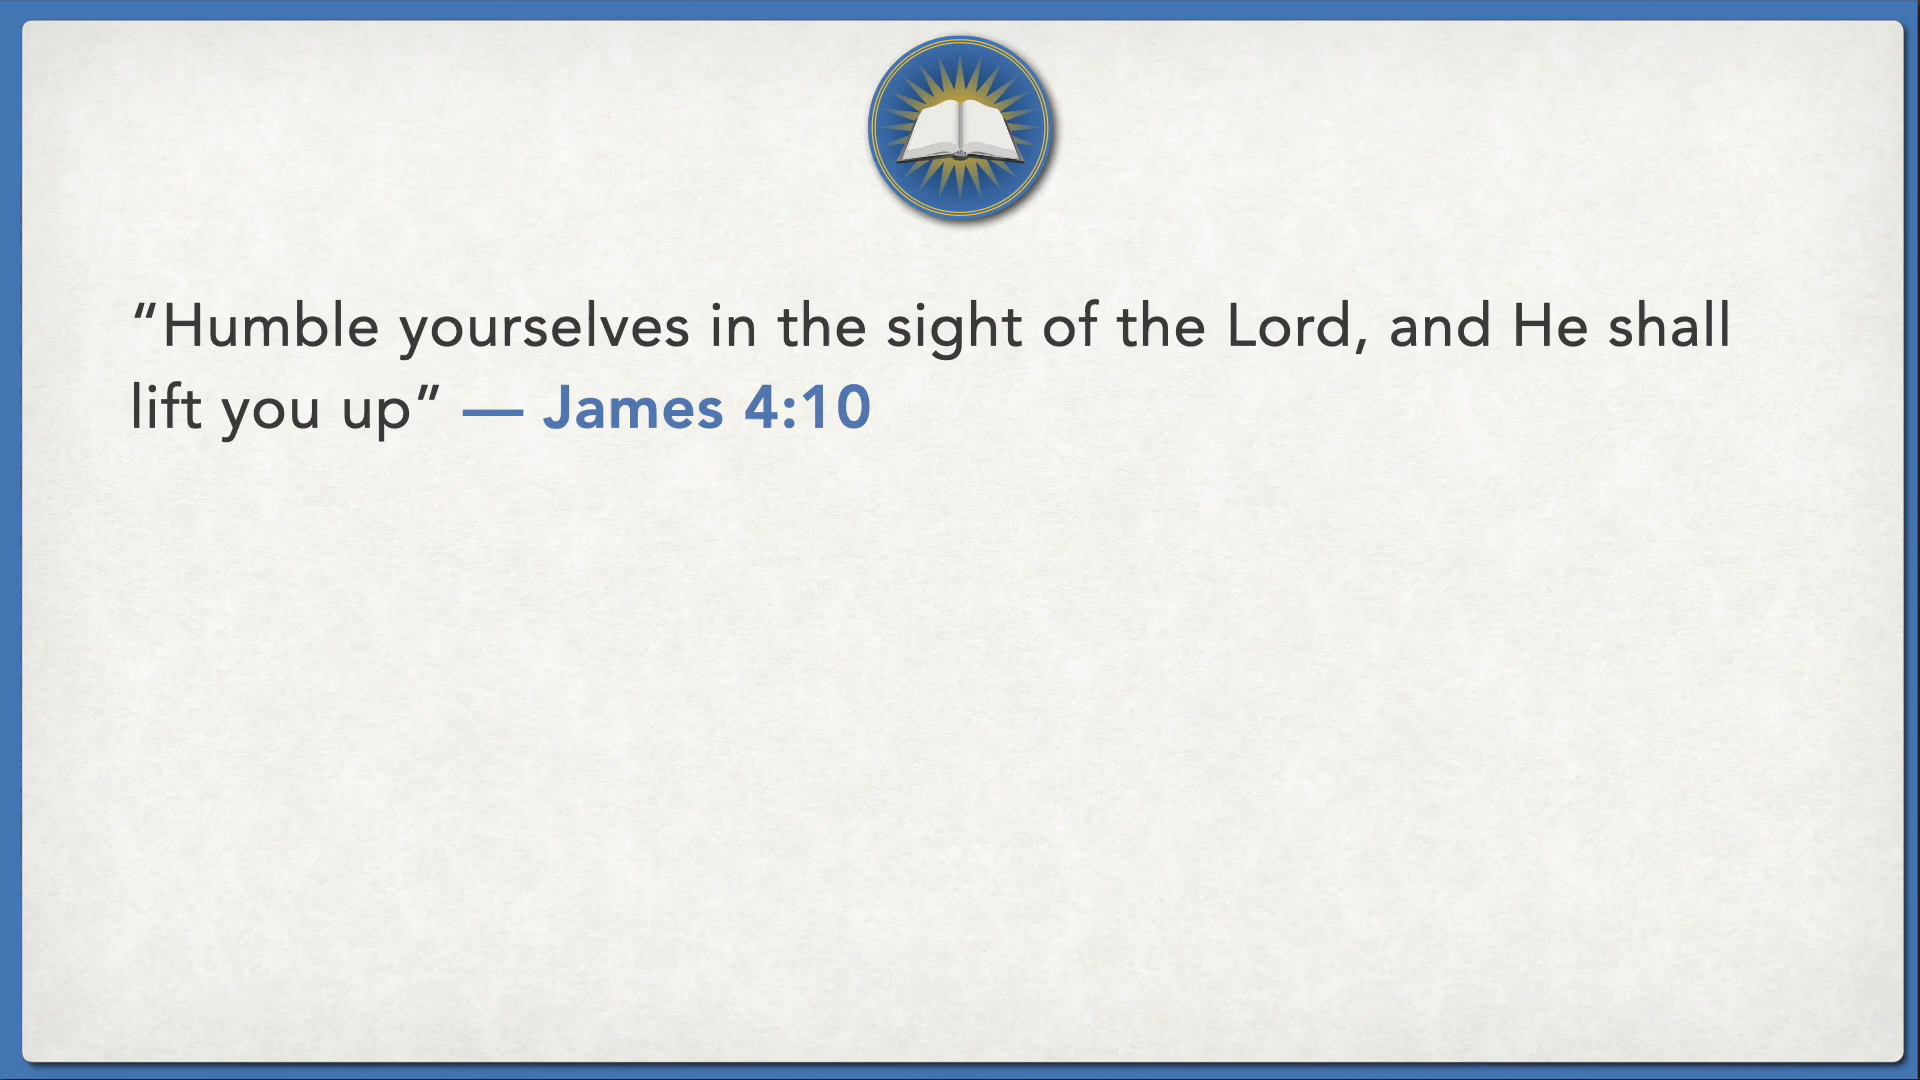 “Humble yourselves in the sight of the Lord, and He shall
lift you up” — James 4:10